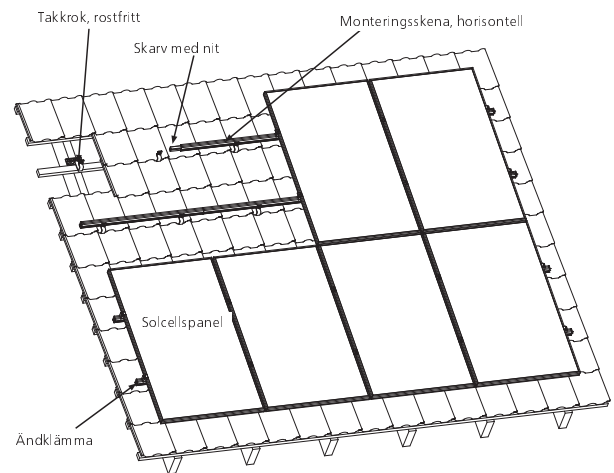 Takkrok, rostfritt
Monteringsskena, horisontell
Skarv med nit
Solcellspanel
Ändklämma